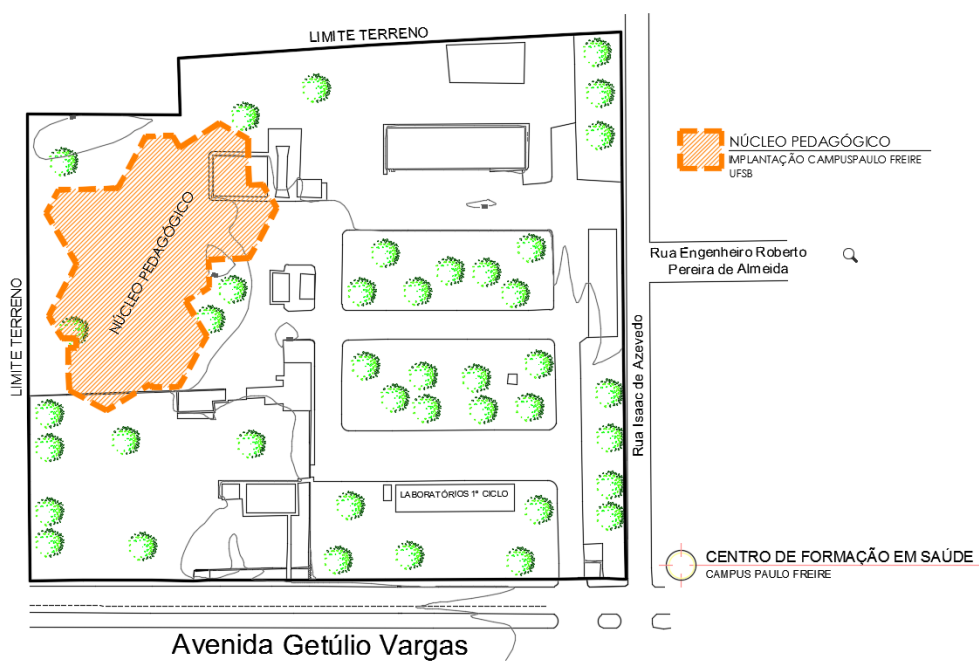 LIMITE TERRENO
NÚCLEO PEDAGÓGICO
IMPLANTAÇÃO CAMPUSPAULO FREIRE
UFSB
NÚCLEO PEDAGÓGICO
LIMITE TERRENO
Rua Engenheiro Roberto
Pereira de Almeida
Rua Isaac de Azevedo
LABORATÓRIOS 1° CICLO
CENTRO DE FORMAÇÃO EM SAÚDE
CAMPUS PAULO FREIRE
Avenida Getúlio Vargas